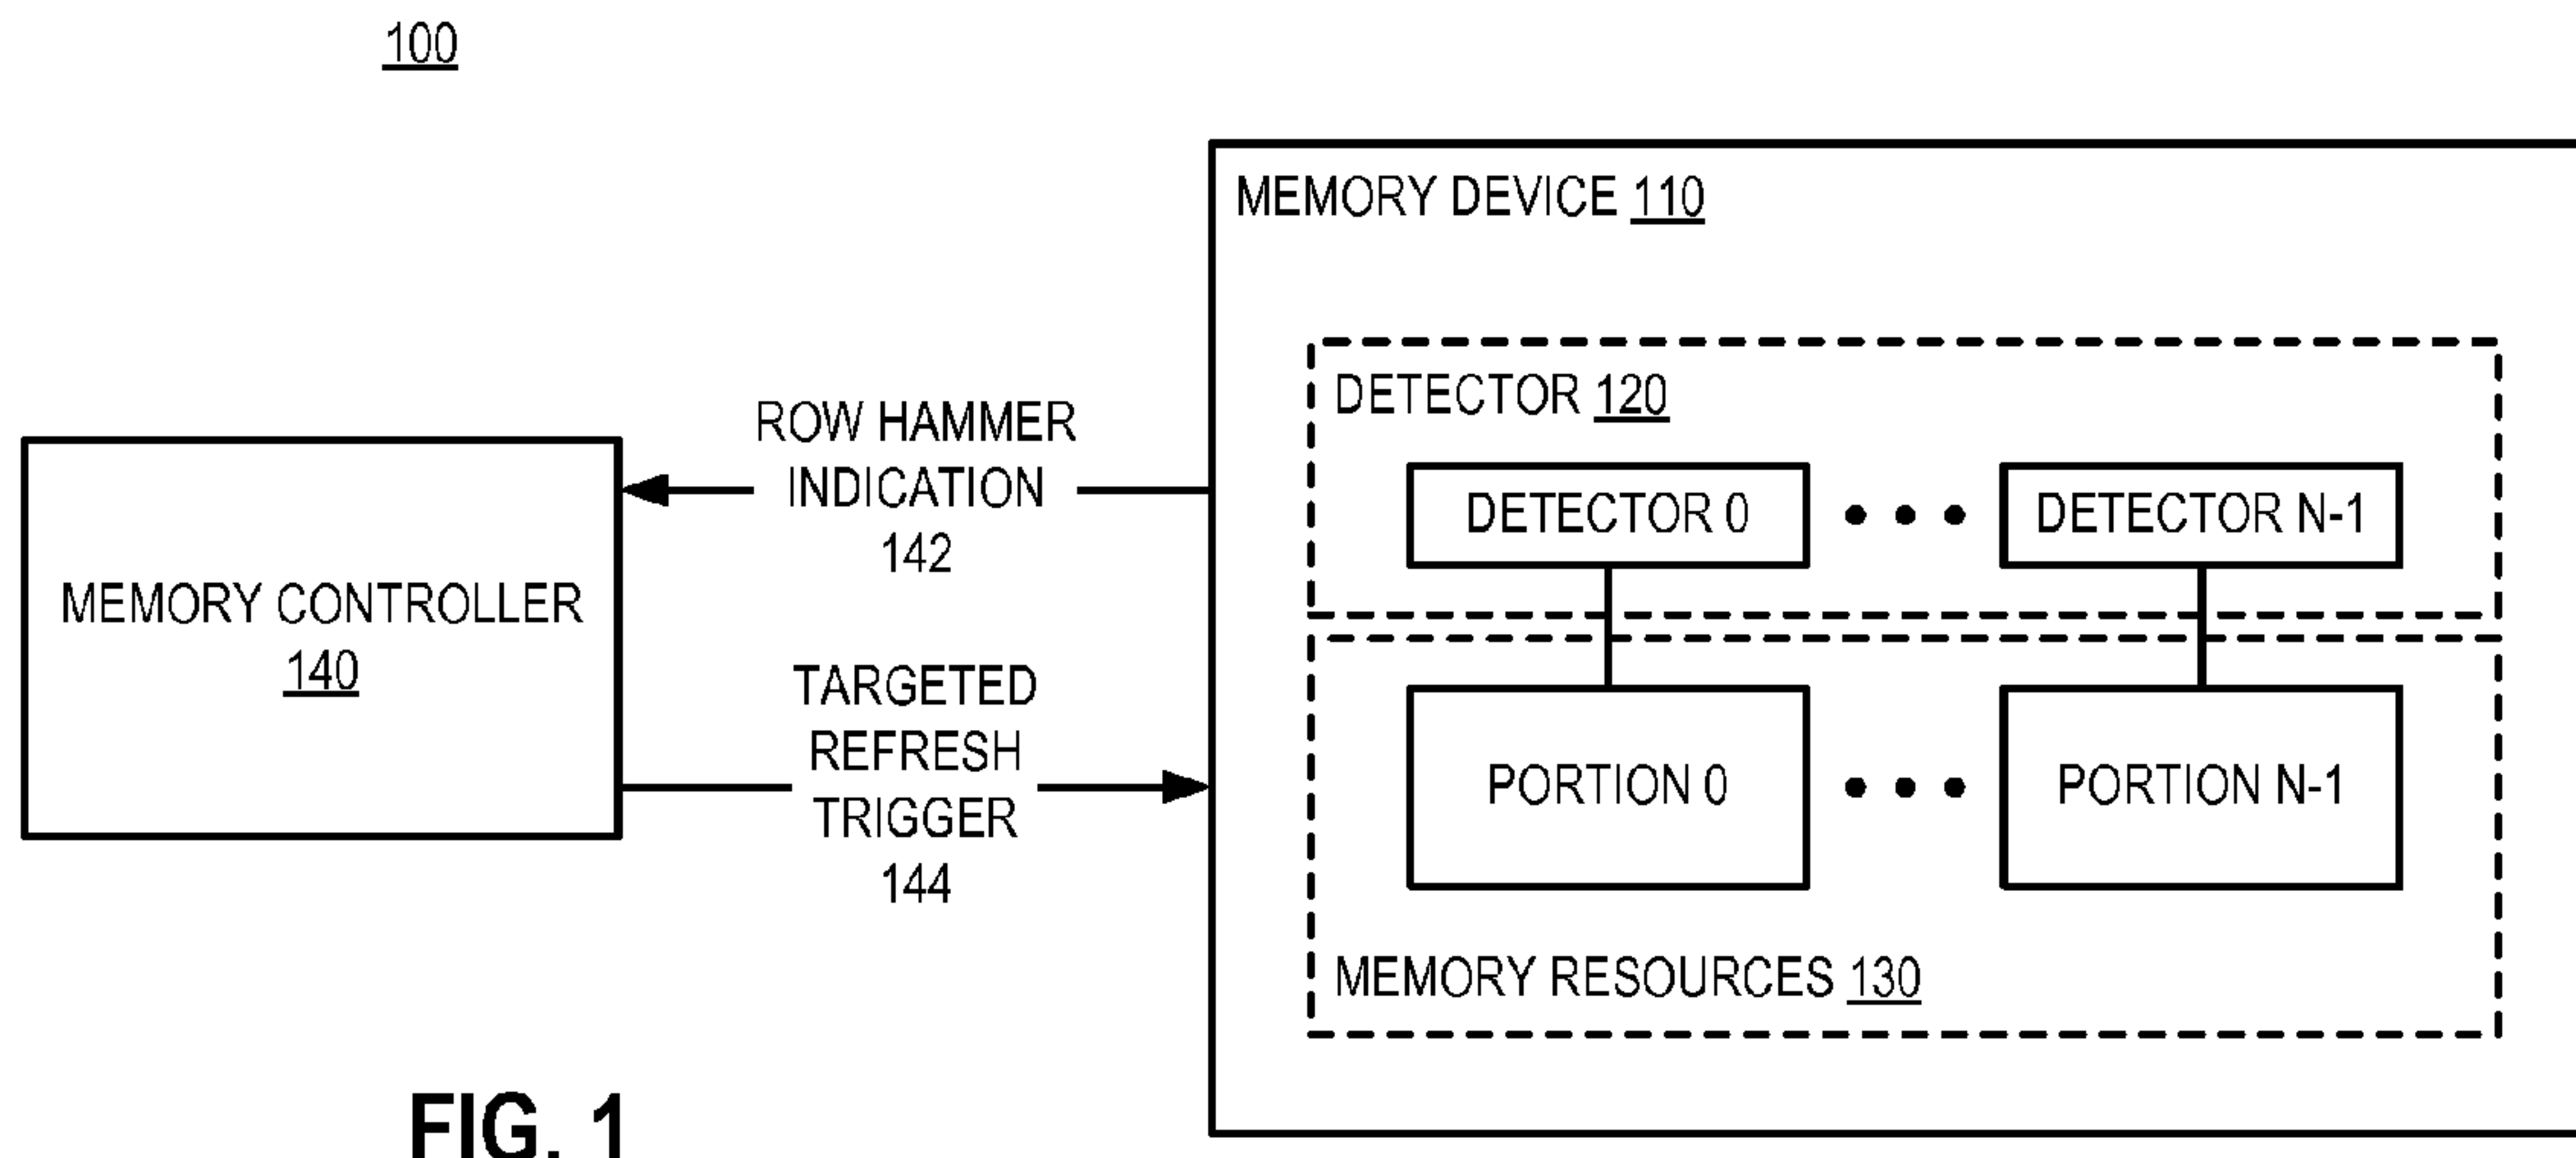 100
MEMORY DEVICE 110
DETECTOR 120
ROW HAMMER
INDICATION
142
DETECTOR 0
DETECTOR N-1
MEMORY CONTROLLER
140
TARGETED
REFRESH
TRIGGER
144
PORTION 0
PORTION N-1
MEMORY RESOURCES 130
FIG. 1